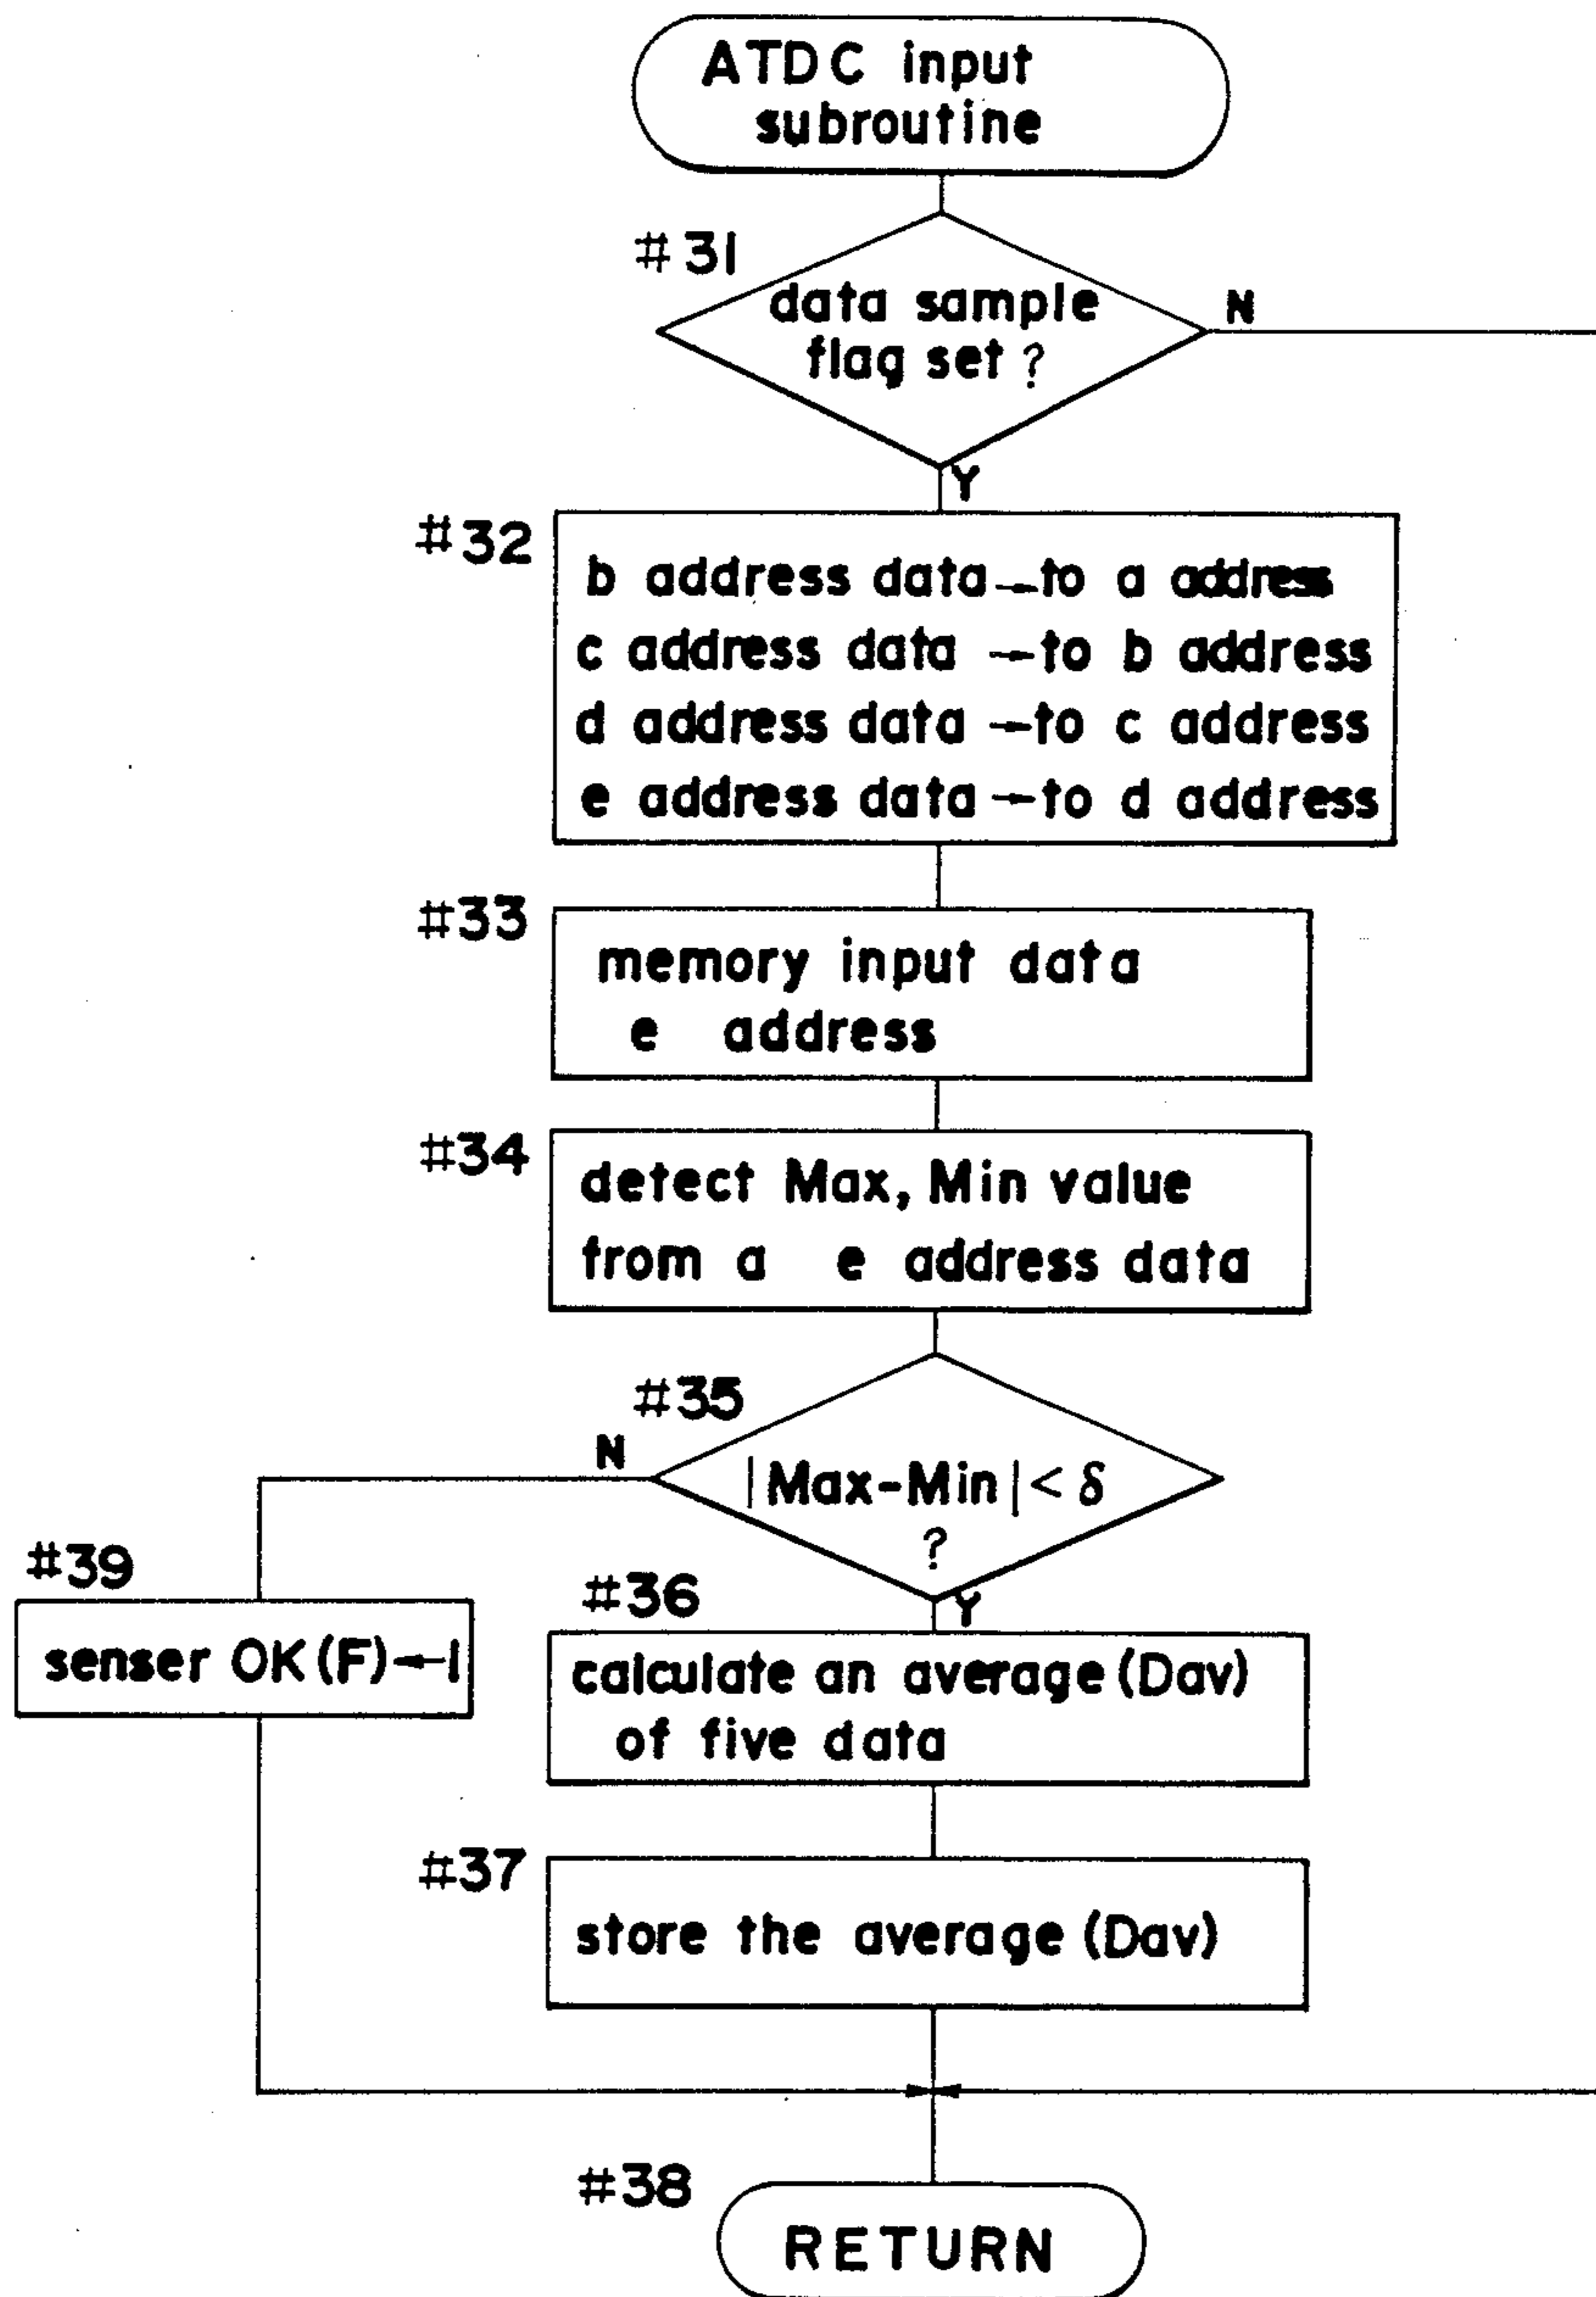 ATDC input
subroutine
#31
data sample
flag set ?
N
Y
#32
b address data → to a address
c address data → to b address
d address data → to c address
e address data → to d address
#33
memory input data
e address
#34
detect Max, Min value
from a e address data
#35
N
|Max-Min| < δ
?
Y
#39
senser OK (F) ← 1
#36
calculate an average (Dav)
of five data
#37
store the average (Dav)
#38
RETURN